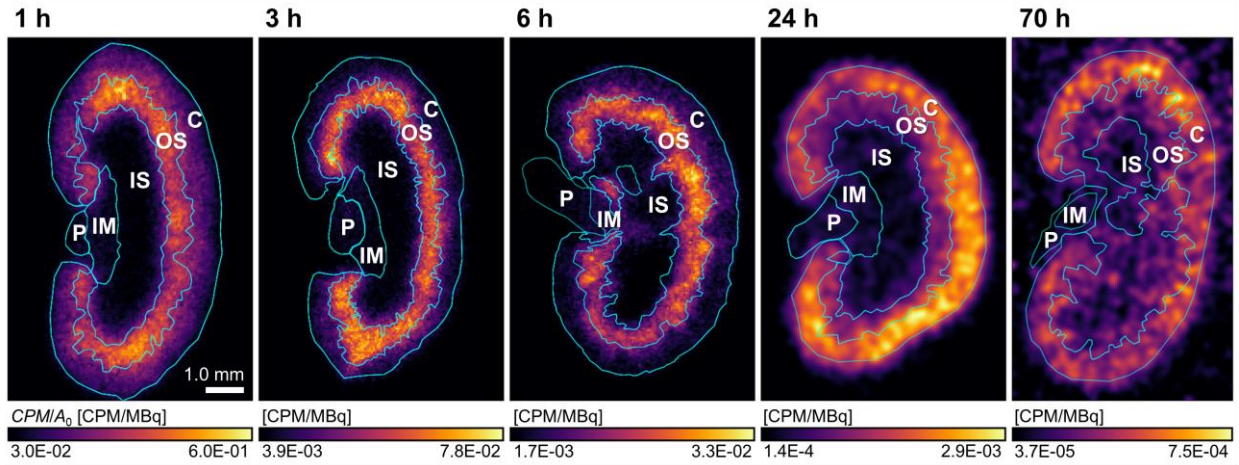 1 h 3 h 6 h 24 h 70 h
C OS IS IM P
C OS IS P IM
C OS IS P IM
C OS IS IM P
C OS IS IM P
1.0 mm
CPM/A0 [CPM/MBq] [CPM/MBq] [CPM/MBq] [CPM/MBq] [CPM/MBq]
3.0E-02 6.0E-01 3.9E-03 7.8E-02 1.7E-03 3.3E-02 1.4E-4 2.9E-03 3.7E-05 7.5E-04